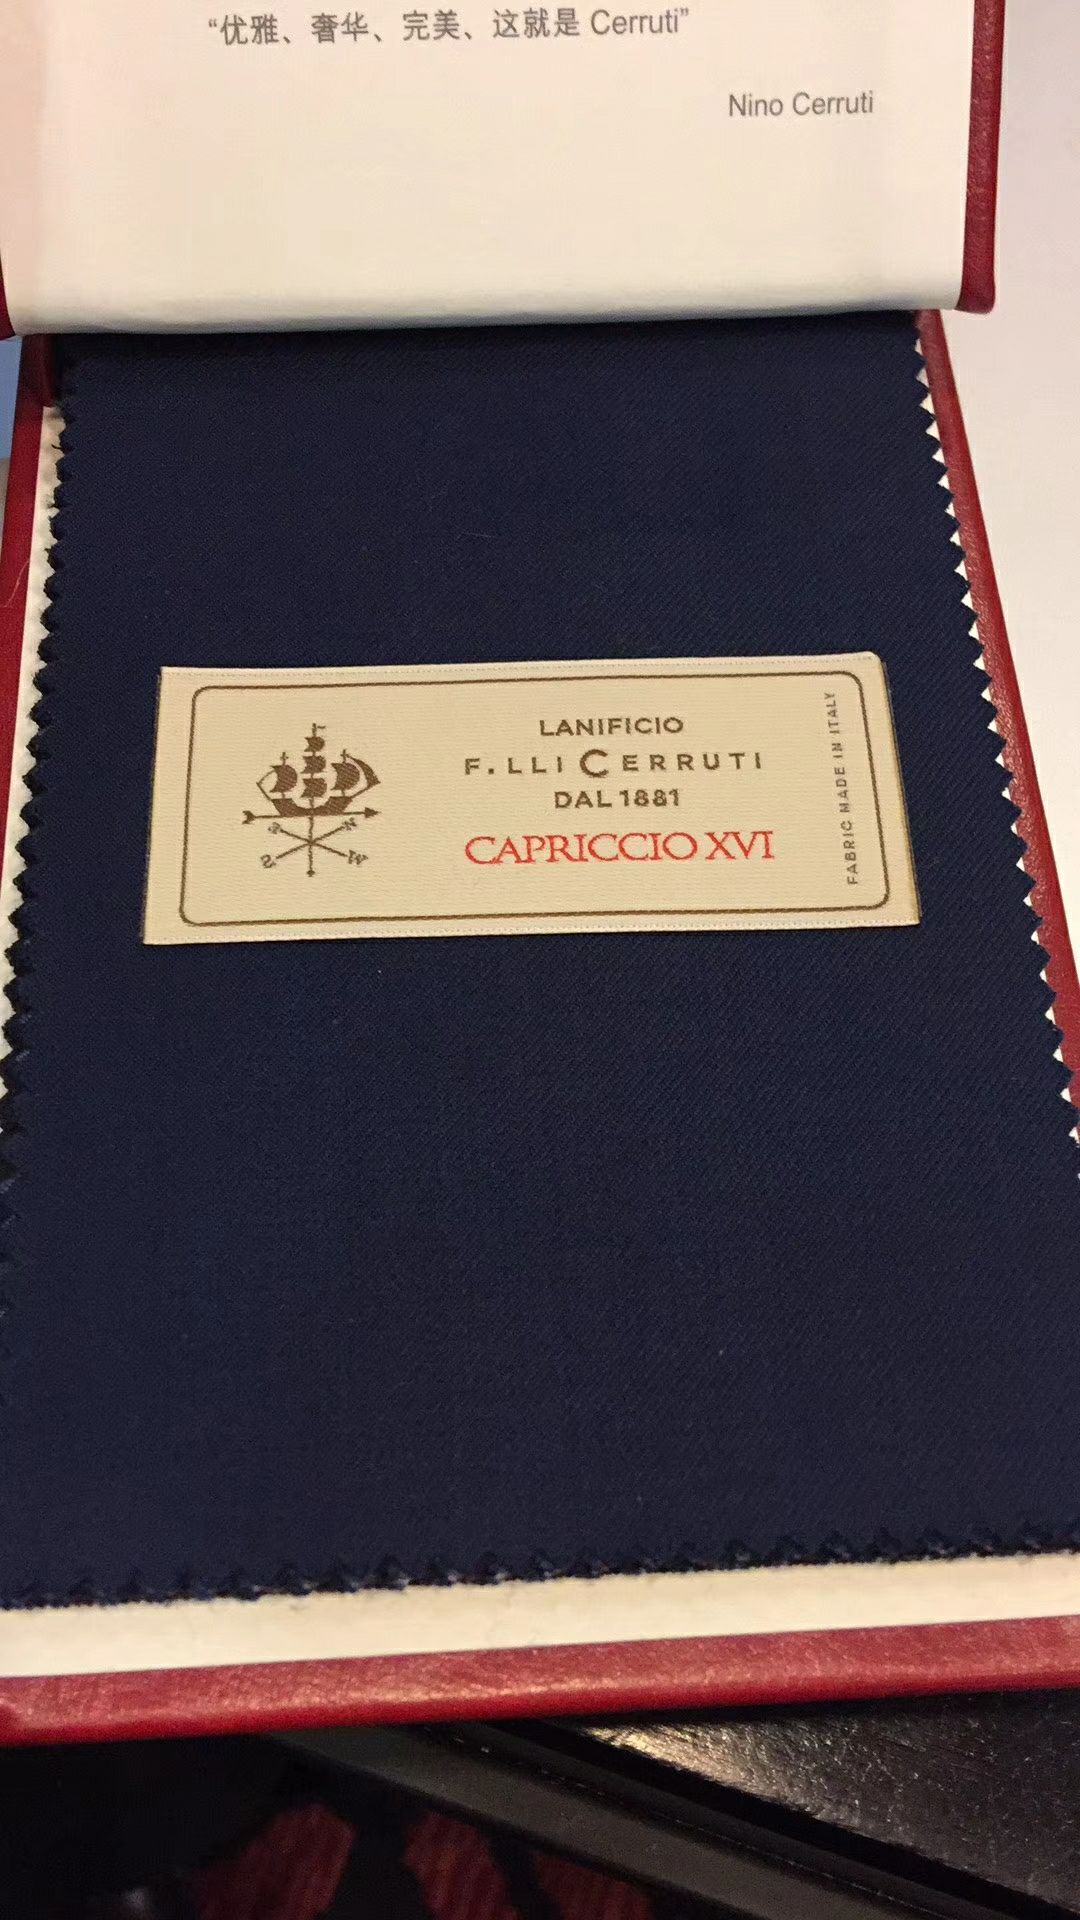 “优雅、奢华、完美、这就是 Cerruti”
Nino Cerruti
LANIFICIO
F.LLI CERRUTI
DAL 1881
CAPRICCIO XVI
FABRIC MADE IN ITALY
N
S
W